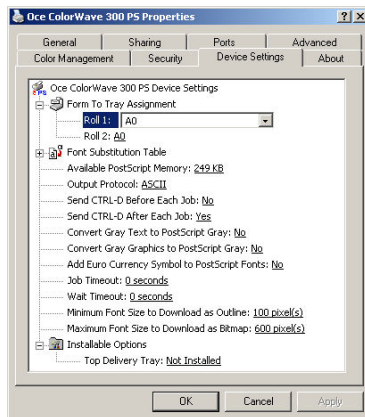 Oce ColorWave 300 PS Properties
General Sharing Ports Advanced
Color Management Security Device Settings About
Oce ColorWave 300 PS Device Settings
Form To Tray Assignment
Roll 1: A0
Roll 2: A0
Font Substitution Table
Available PostScript Memory: 249 KB
Output Protocol: ASCII
Send CTRL-D Before Each Job: No
Send CTRL-D After Each Job: Yes
Convert Gray Text to PostScript Gray: No
Convert Gray Graphics to PostScript Gray: No
Add Euro Currency Symbol to PostScript Fonts: No
Job Timeout: 0 seconds
Wait Timeout: 0 seconds
Minimum Font Size to Download as Outline: 100 pixel(s)
Maximum Font Size to Download as Bitmap: 600 pixel(s)
Installable Options
Top Delivery Tray: Not Installed
OK Cancel Apply